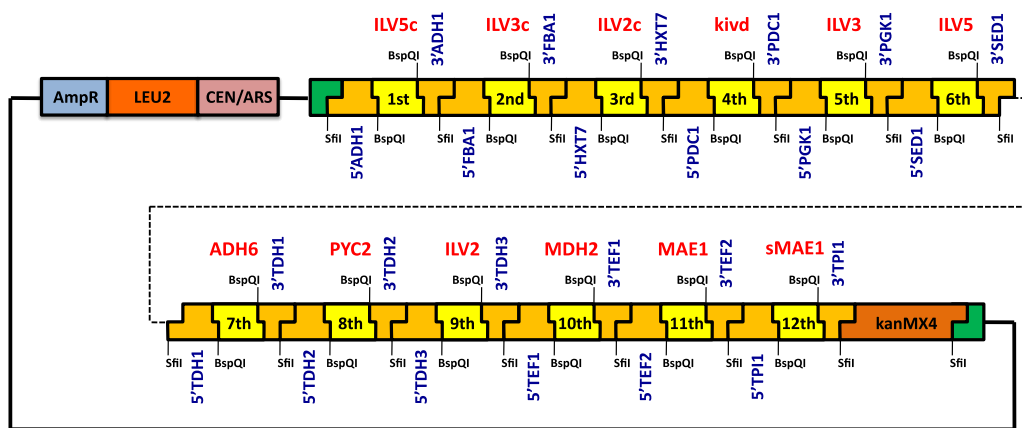 ILV5c ILV3c ILV2c kivd ILV3 ILV5
3'ADH1 3'FBA1 3'HXT7 3'PDC1 3'PGK1 3'SED1
BspQI BspQI BspQI BspQI BspQI BspQI
AmpR LEU2 CEN/ARS 1st 2nd 3rd 4th 5th 6th
SfiI BspQI SfiI BspQI SfiI BspQI SfiI BspQI SfiI BspQI SfiI BspQI SfiI
5'ADH1 5'FBA1 5'HXT7 5'PDC1 5'PGK1 5'SED1
ADH6 PYC2 ILV2 MDH2 MAE1 sMAE1
3'TDH1 3'TDH2 3'TDH3 3'TEF1 3'TEF2 3'TPI1
BspQI BspQI BspQI BspQI BspQI BspQI
7th 8th 9th 10th 11th 12th kanMX4
SfiI BspQI SfiI BspQI SfiI BspQI SfiI BspQI SfiI BspQI SfiI BspQI SfiI SfiI
5'TDH1 5'TDH2 5'TDH3 5'TEF1 5'TEF2 5'TPI1